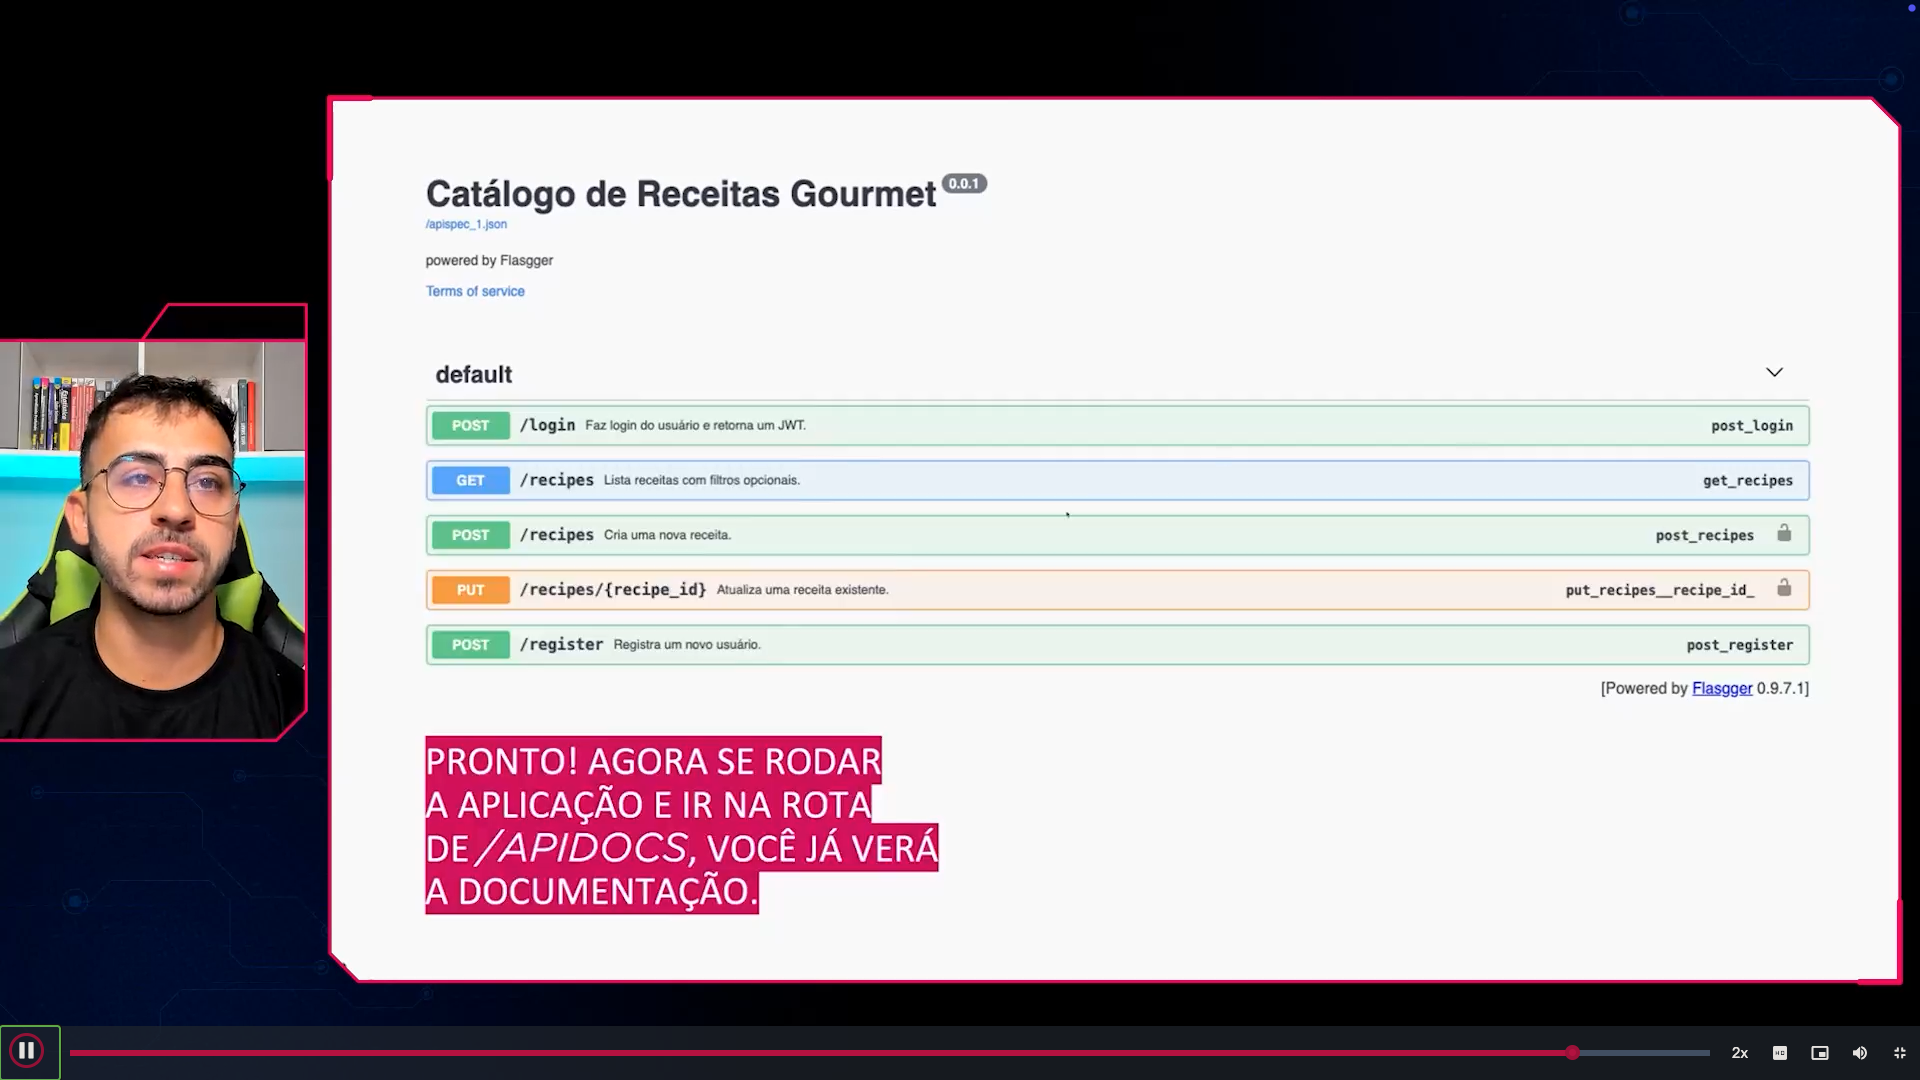 Catálogo de Receitas Gourmet 0.0.1
/apispec_1.json
powered by Flasgger
Terms of service
default
POST /login Faz login do usuário e retorna um JWT. post_login
GET /recipes Lista receitas com filtros opcionais. get_recipes
POST /recipes Cria uma nova receita. post_recipes
PUT /recipes/{recipe_id} Atualiza uma receita existente. put_recipes__recipe_id_
POST /register Registra um novo usuário. post_register
[Powered by Flasgger 0.9.7.1]
PRONTO! AGORA SE RODAR
A APLICAÇÃO E IR NA ROTA
DE /APIDOCS, VOCÊ JÁ VERÁ
A DOCUMENTAÇÃO.
2x